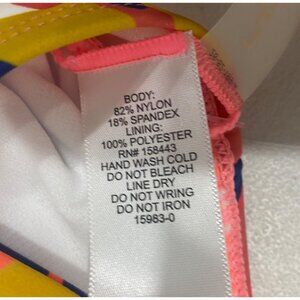 BODY:
82% NYLON
18% SPANDEX
LINING:
100% POLYESTER
RN# 158443
HAND WASH COLD
DO NOT BLEACH
LINE DRY
DO NOT WRING
DO NOT IRON
15983-0